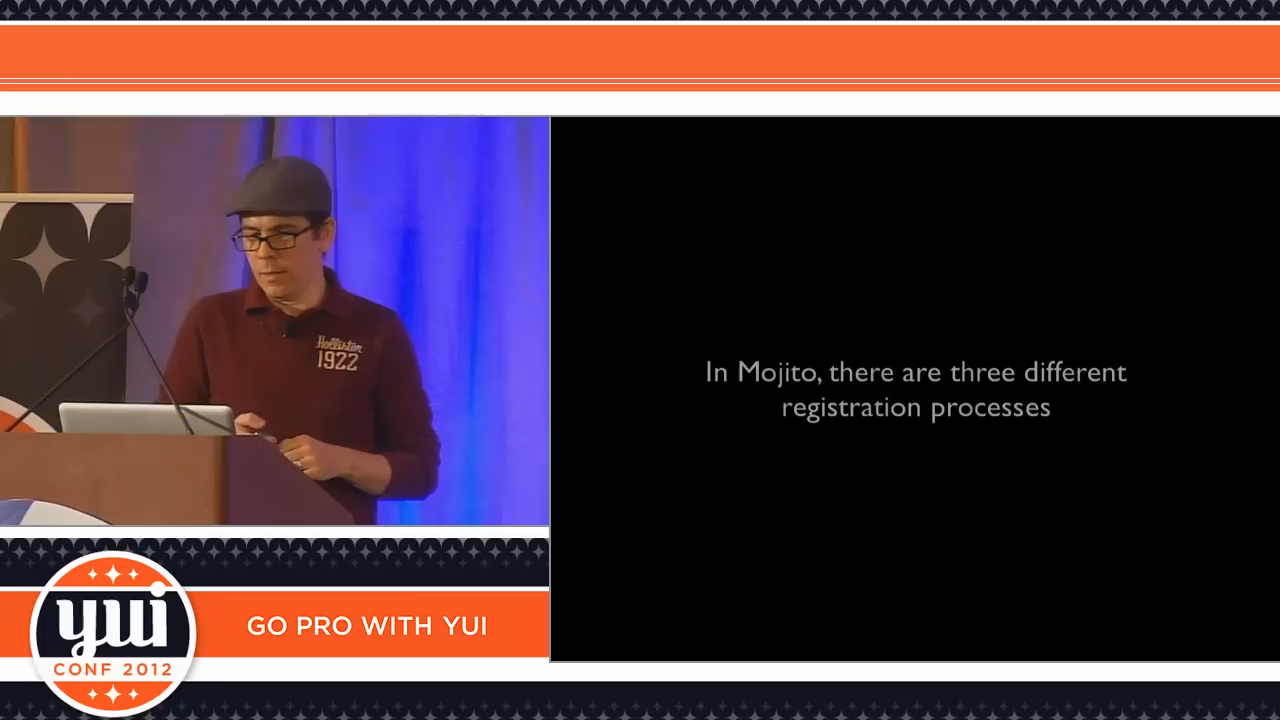 Hollister
1922
In Mojito, there are three different
registration processes
yui
CONF 2012
GO PRO WITH YUI